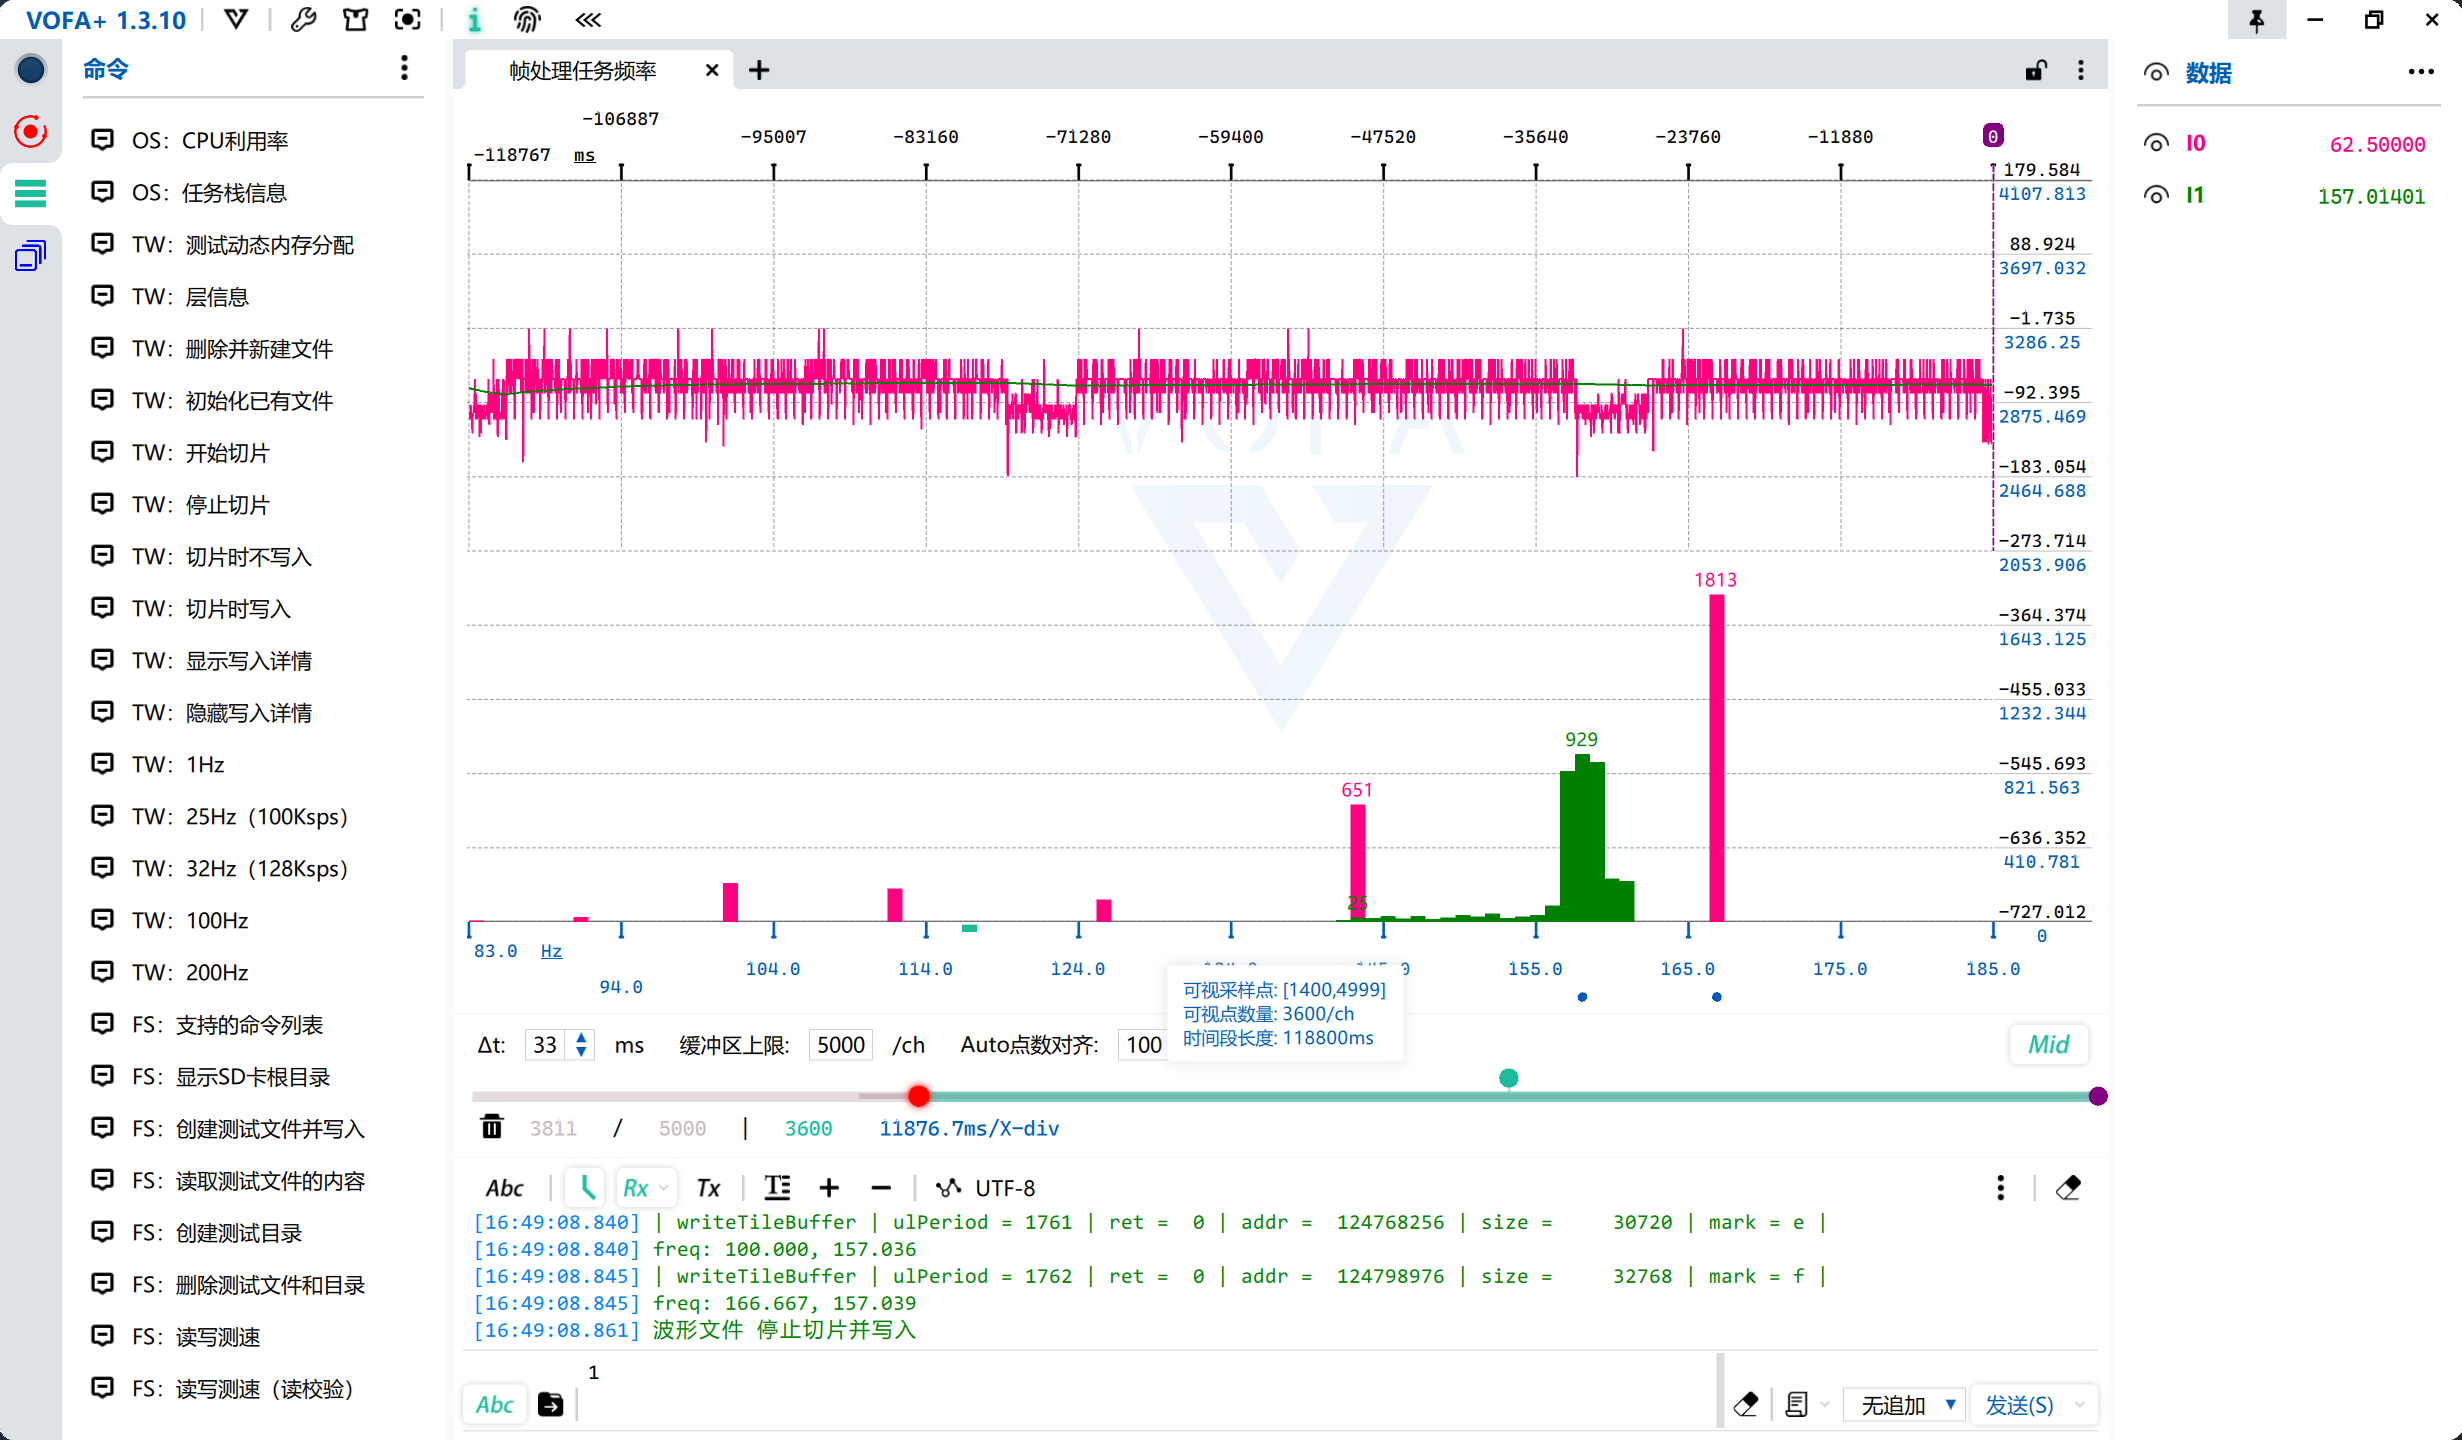 VOFA+ 1.3.10
命令
OS：CPU利用率
OS：任务栈信息
TW：测试动态内存分配
TW：层信息
TW：删除并新建文件
TW：初始化已有文件
TW：开始切片
TW：停止切片
TW：切片时不写入
TW：切片时写入
TW：显示写入详情
TW：隐藏写入详情
TW：1Hz
TW：25Hz（100Ksps）
TW：32Hz（128Ksps）
TW：100Hz
TW：200Hz
FS：支持的命令列表
FS：显示SD卡根目录
FS：创建测试文件并写入
FS：读取测试文件的内容
FS：创建测试目录
FS：删除测试文件和目录
FS：读写测速
FS：读写测速（读校验）
帧处理任务频率
-118767 ms -106887 -95007 -83160 -71280 -59400 -47520 -35640 -23760 -11880 0
179.584
4107.813
88.924
3697.032
-1.735
3286.25
-92.395
2875.469
-183.054
2464.688
-273.714
2053.906
-364.374
1643.125
-455.033
1232.344
-545.693
821.563
-636.352
410.781
-727.012
0
VOFA
1813
929
651
25
83.0 Hz 94.0 104.0 114.0 124.0 155.0 165.0 175.0 185.0
可视采样点: [1400,4999]
可视点数量: 3600/ch
时间段长度: 118800ms
Δt: 33 ms 缓冲区上限: 5000 /ch Auto点数对齐: 100
Mid
3811 / 5000 | 3600 11876.7ms/X-div
Abc Rx Tx UTF-8
[16:49:08.840] | writeTileBuffer | ulPeriod = 1761 | ret = 0 | addr = 124768256 | size = 30720 | mark = e |
[16:49:08.840] freq: 100.000, 157.036
[16:49:08.845] | writeTileBuffer | ulPeriod = 1762 | ret = 0 | addr = 124798976 | size = 32768 | mark = f |
[16:49:08.845] freq: 166.667, 157.039
[16:49:08.861] 波形文件 停止切片并写入
1
Abc
无追加 发送(S)
数据
I0 62.50000
I1 157.01401